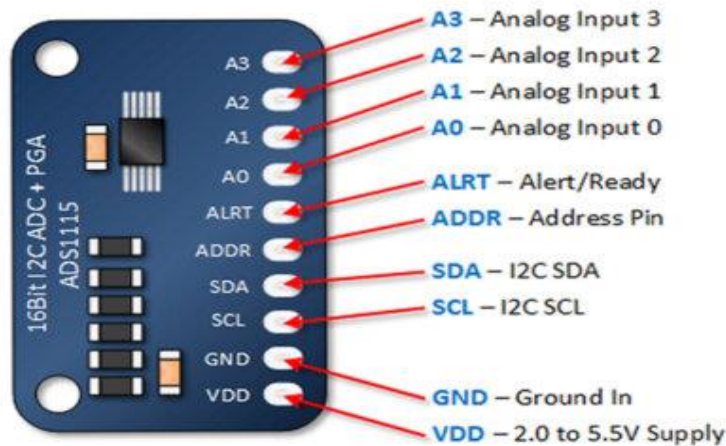 A3 – Analog Input 3
A2 – Analog Input 2
A1 – Analog Input 1
A0 – Analog Input 0
ALRT – Alert/Ready
ADDR – Address Pin
SDA – I2C SDA
SCL – I2C SCL
GND – Ground In
VDD – 2.0 to 5.5V Supply
A3
A2
A1
A0
ALRT
ADDR
SDA
SCL
GND
VDD
16Bit I2C ADC + PGA
ADS1115